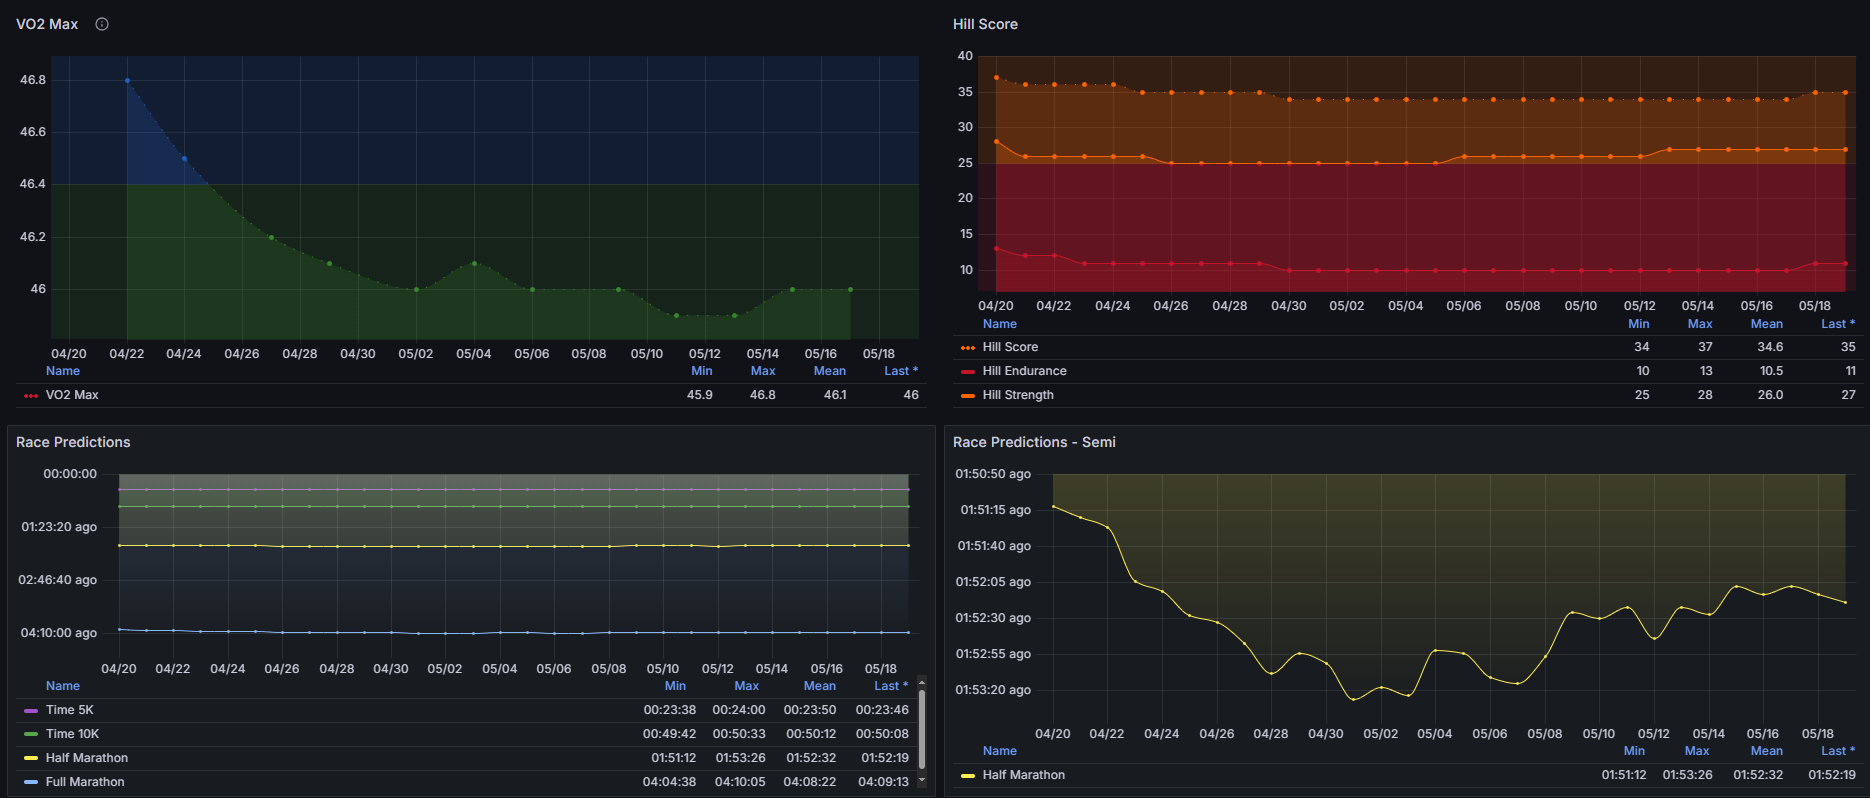 VO2 Max
46.8
46.6
46.4
46.2
46
04/20 04/22 04/24 04/26 04/28 04/30 05/02 05/04 05/06 05/08 05/10 05/12 05/14 05/16 05/18
Name Min Max Mean Last *
VO2 Max 45.9 46.8 46.1 46
Hill Score
40
35
30
25
20
15
10
04/20 04/22 04/24 04/26 04/28 04/30 05/02 05/04 05/06 05/08 05/10 05/12 05/14 05/16 05/18
Name Min Max Mean Last *
Hill Score 34 37 34.6 35
Hill Endurance 10 13 10.5 11
Hill Strength 25 28 26.0 27
Race Predictions
00:00:00
01:23:20 ago
02:46:40 ago
04:10:00 ago
04/20 04/22 04/24 04/26 04/28 04/30 05/02 05/04 05/06 05/08 05/10 05/12 05/14 05/16 05/18
Name Min Max Mean Last *
Time 5K 00:23:38 00:24:00 00:23:50 00:23:46
Time 10K 00:49:42 00:50:33 00:50:12 00:50:08
Half Marathon 01:51:12 01:53:26 01:52:32 01:52:19
Full Marathon 04:04:38 04:10:05 04:08:22 04:09:13
Race Predictions - Semi
01:50:50 ago
01:51:15 ago
01:51:40 ago
01:52:05 ago
01:52:30 ago
01:52:55 ago
01:53:20 ago
04/20 04/22 04/24 04/26 04/28 04/30 05/02 05/04 05/06 05/08 05/10 05/12 05/14 05/16 05/18
Name Min Max Mean Last *
Half Marathon 01:51:12 01:53:26 01:52:32 01:52:19